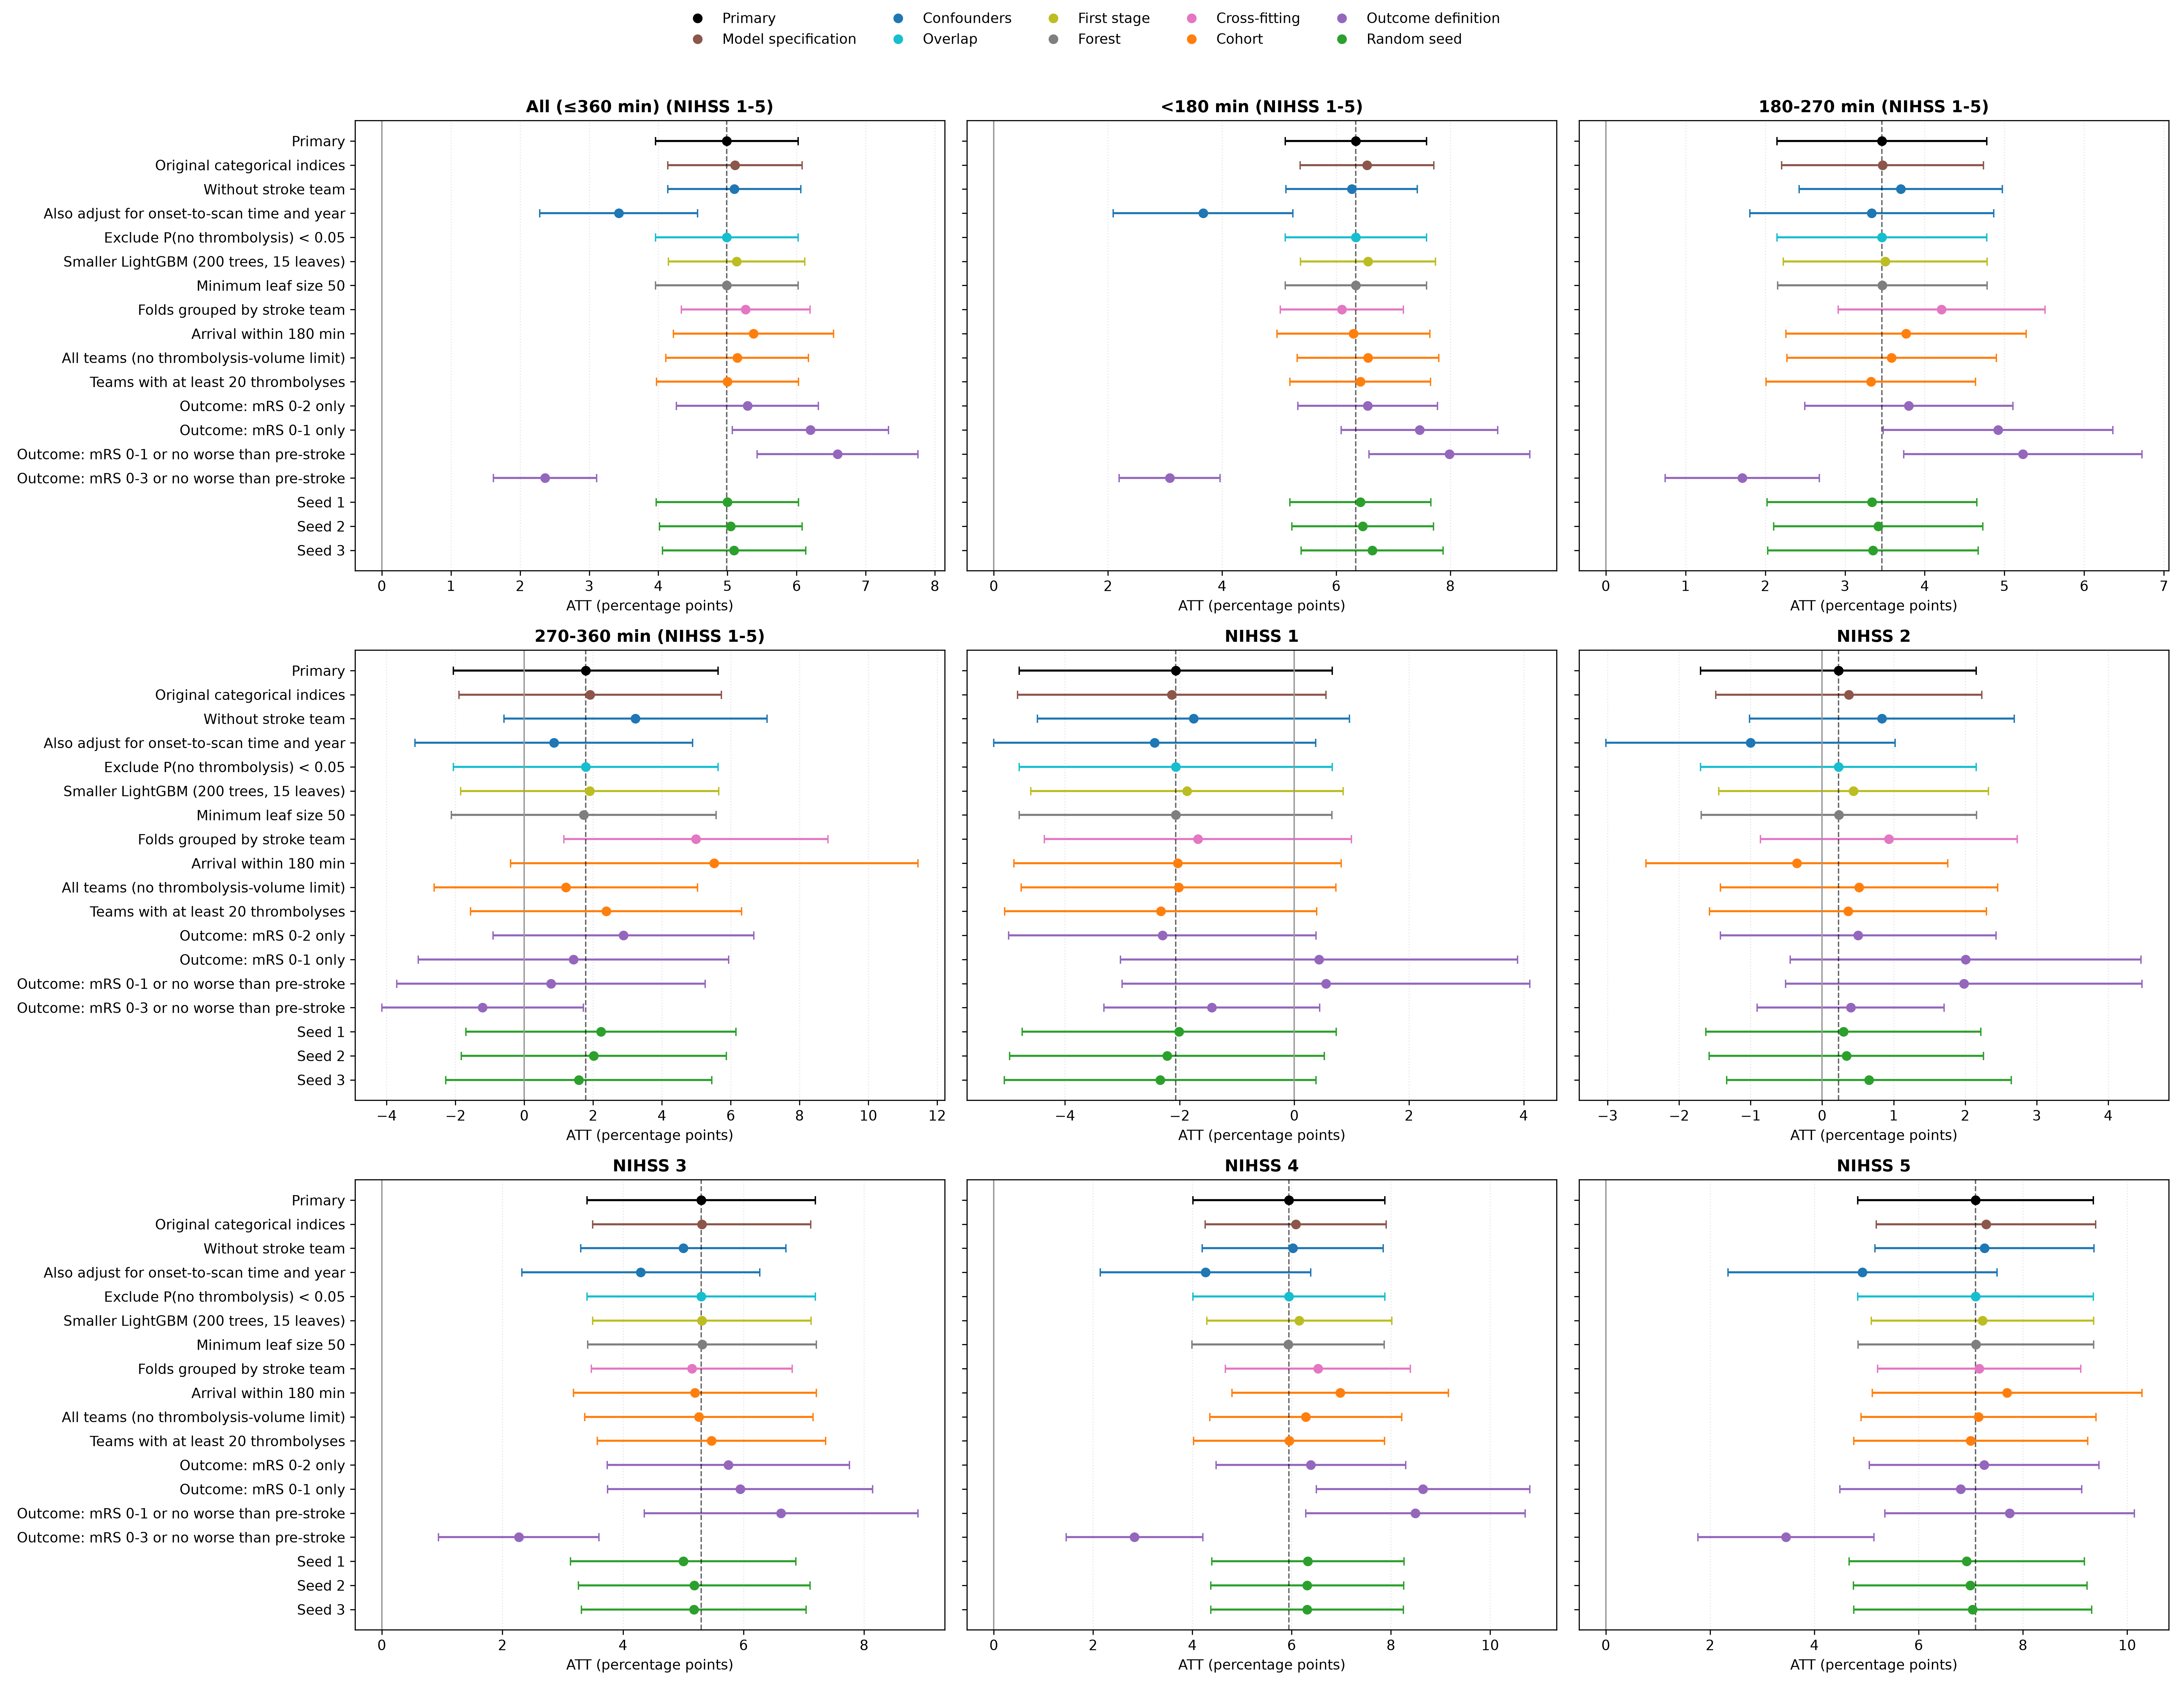 Primary Confounders First stage Cross-fitting Outcome definition
Model specification Overlap Forest Cohort Random seed
All (≤360 min) (NIHSS 1-5)
Primary
Original categorical indices
Without stroke team
Also adjust for onset-to-scan time and year
Exclude P(no thrombolysis) < 0.05
Smaller LightGBM (200 trees, 15 leaves)
Minimum leaf size 50
Folds grouped by stroke team
Arrival within 180 min
All teams (no thrombolysis-volume limit)
Teams with at least 20 thrombolyses
Outcome: mRS 0-2 only
Outcome: mRS 0-1 only
Outcome: mRS 0-1 or no worse than pre-stroke
Outcome: mRS 0-3 or no worse than pre-stroke
Seed 1
Seed 2
Seed 3
0 1 2 3 4 5 6 7 8
ATT (percentage points)
<180 min (NIHSS 1-5)
0 2 4 6 8
ATT (percentage points)
180-270 min (NIHSS 1-5)
0 1 2 3 4 5 6 7
ATT (percentage points)
270-360 min (NIHSS 1-5)
Primary
Original categorical indices
Without stroke team
Also adjust for onset-to-scan time and year
Exclude P(no thrombolysis) < 0.05
Smaller LightGBM (200 trees, 15 leaves)
Minimum leaf size 50
Folds grouped by stroke team
Arrival within 180 min
All teams (no thrombolysis-volume limit)
Teams with at least 20 thrombolyses
Outcome: mRS 0-2 only
Outcome: mRS 0-1 only
Outcome: mRS 0-1 or no worse than pre-stroke
Outcome: mRS 0-3 or no worse than pre-stroke
Seed 1
Seed 2
Seed 3
−4 −2 0 2 4 6 8 10 12
ATT (percentage points)
NIHSS 1
−4 −2 0 2 4
ATT (percentage points)
NIHSS 2
−3 −2 −1 0 1 2 3 4
ATT (percentage points)
NIHSS 3
Primary
Original categorical indices
Without stroke team
Also adjust for onset-to-scan time and year
Exclude P(no thrombolysis) < 0.05
Smaller LightGBM (200 trees, 15 leaves)
Minimum leaf size 50
Folds grouped by stroke team
Arrival within 180 min
All teams (no thrombolysis-volume limit)
Teams with at least 20 thrombolyses
Outcome: mRS 0-2 only
Outcome: mRS 0-1 only
Outcome: mRS 0-1 or no worse than pre-stroke
Outcome: mRS 0-3 or no worse than pre-stroke
Seed 1
Seed 2
Seed 3
0 2 4 6 8
ATT (percentage points)
NIHSS 4
0 2 4 6 8 10
ATT (percentage points)
NIHSS 5
0 2 4 6 8 10
ATT (percentage points)